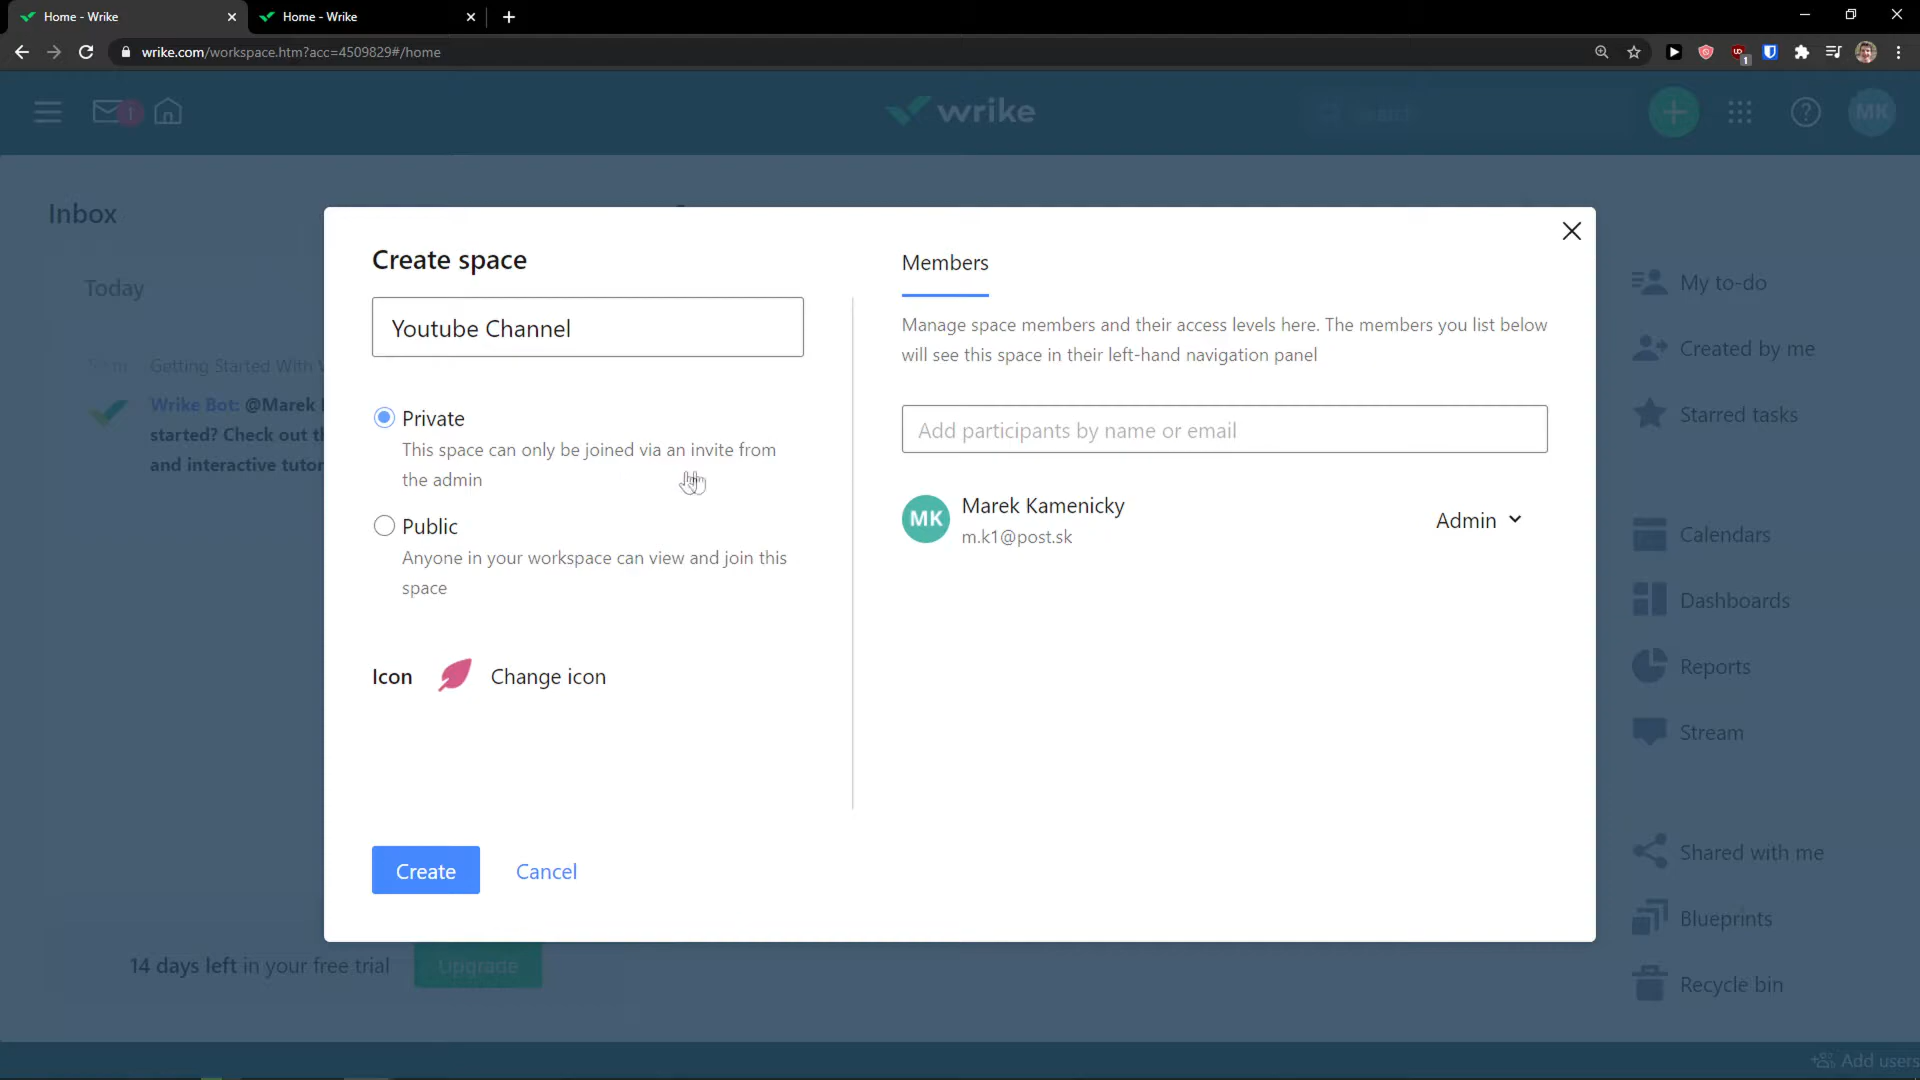 Home - Wrike
Home - Wrike
wrike.com/workspace.htm?acc=4509829#/home
1
1
wrike
Search
MK
Inbox
Today
Getting Started With
Wrike Bot: @Marek
started? Check out
and interactive tutor
14 days left in your free trial
Upgrade
Create space
Youtube Channel
Private
This space can only be joined via an invite from
the admin
Public
Anyone in your workspace can view and join this
space
Icon
Change icon
Create
Cancel
Members
Manage space members and their access levels here. The members you list below
will see this space in their left-hand navigation panel
Add participants by name or email
MK
Marek Kamenicky
m.k1@post.sk
Admin
My to-do
Created by me
Starred tasks
Calendars
Dashboards
Reports
Stream
Shared with me
Blueprints
Recycle bin
Add users